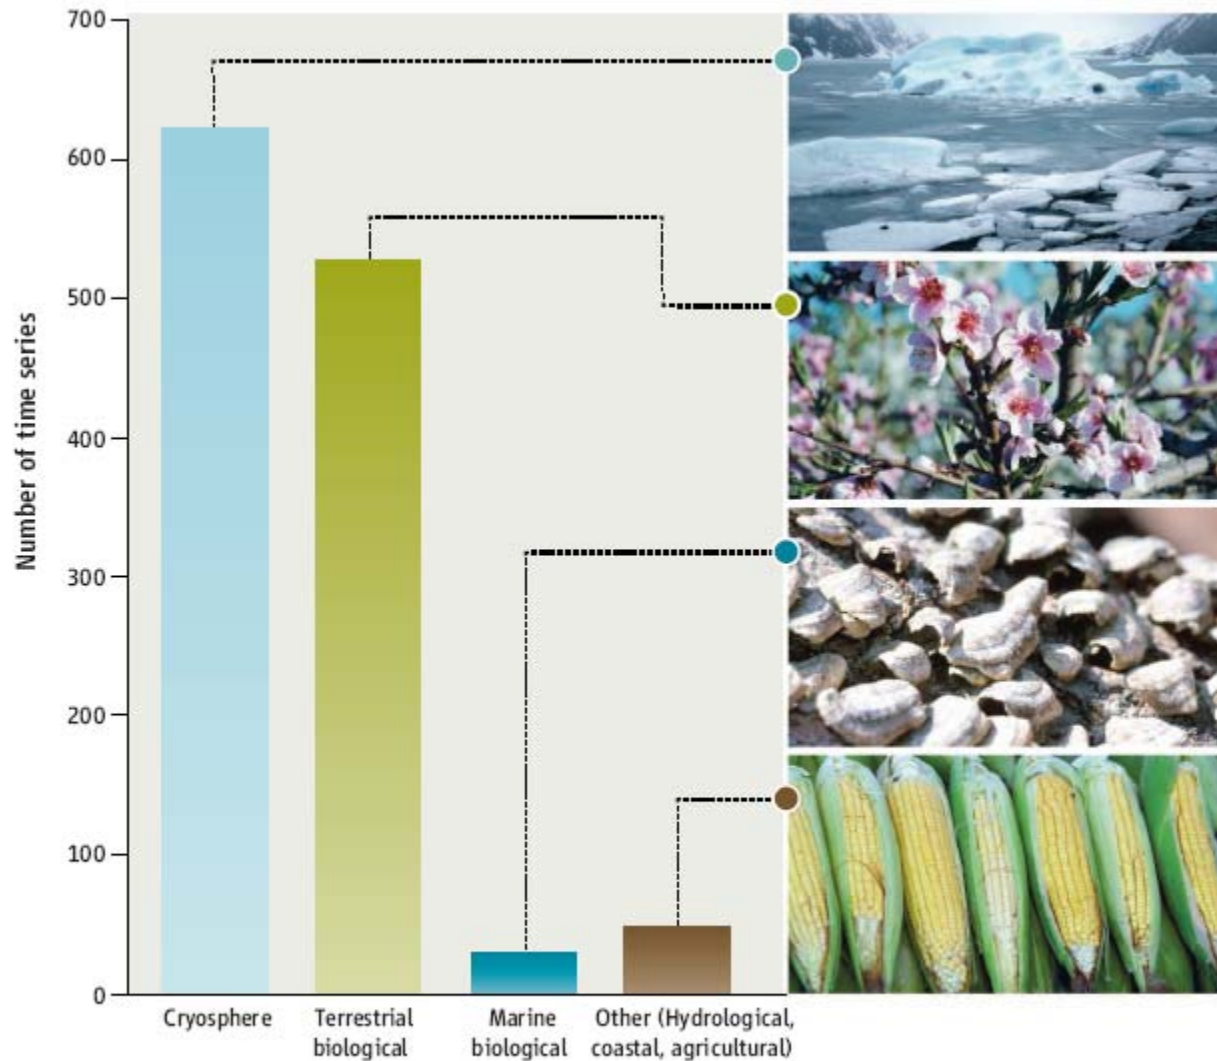 700
600
500
400
300
200
100
0
Number of time series
Cryosphere
Terrestrial
biological
Marine
biological
Other (Hydrological,
coastal, agricultural)